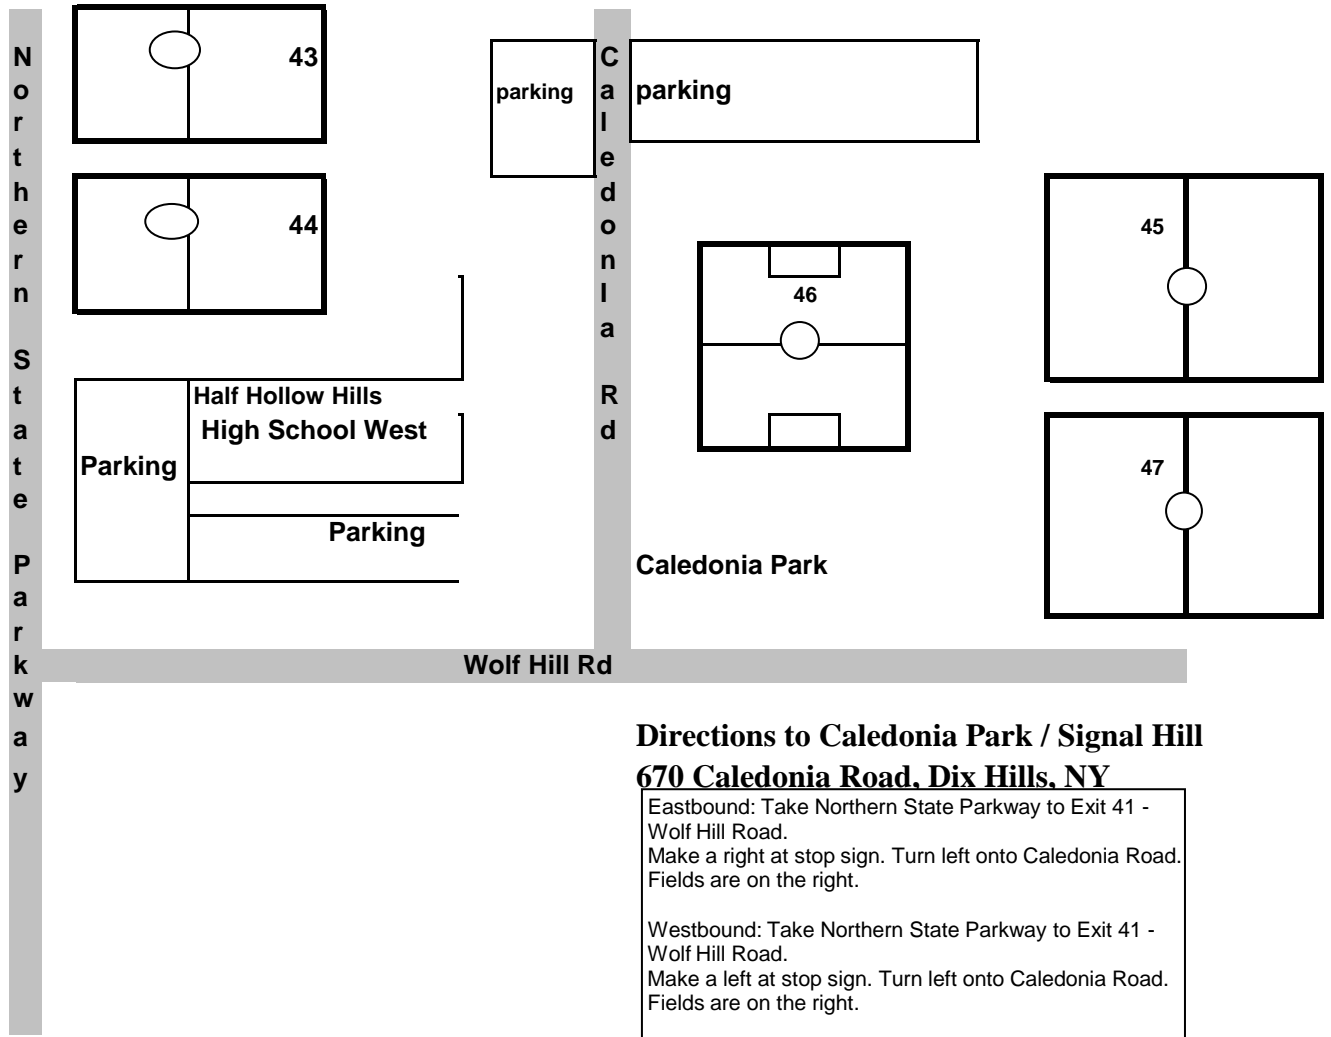 Northern State Parkway
43
parking
CaledonIa Rd
parking
44
45
46
Half Hollow Hills
High School West
Parking
47
Parking
Caledonia Park
Wolf Hill Rd
Directions to Caledonia Park / Signal Hill
670 Caledonia Road, Dix Hills, NY
Eastbound: Take Northern State Parkway to Exit 41 -
Wolf Hill Road.
Make a right at stop sign. Turn left onto Caledonia Road.
Fields are on the right.
Westbound: Take Northern State Parkway to Exit 41 -
Wolf Hill Road.
Make a left at stop sign. Turn left onto Caledonia Road.
Fields are on the right.